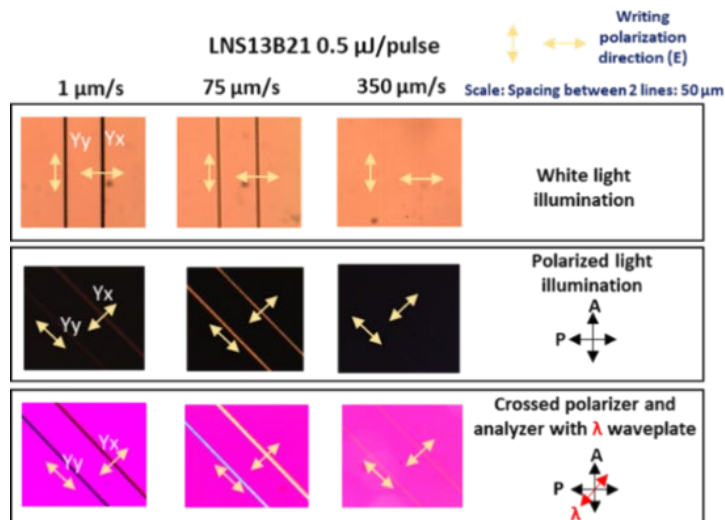 LNS13B21 0.5 µJ/pulse
Writing
polarization
direction (E)
1 µm/s
75 µm/s
350 µm/s
Scale: Spacing between 2 lines: 50 µm
Yy
Yx
White light
illumination
Yx
Yy
Polarized light
illumination
A
P
Yx
Yy
Crossed polarizer and
analyzer with λ waveplate
A
P
λ